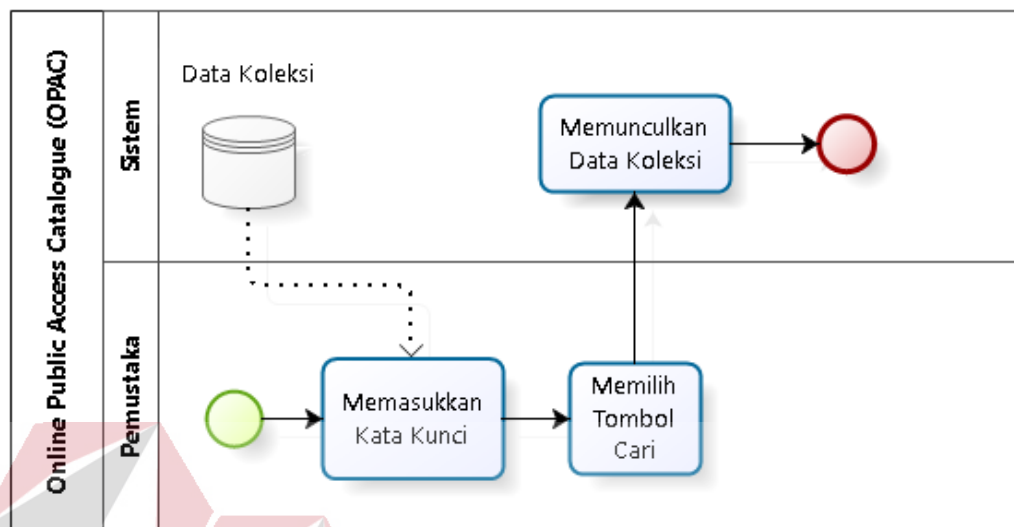 Online Public Access Catalogue (OPAC)
Sistem
Data Koleksi
Memunculkan
Data Koleksi
Pemustaka
Memasukkan
Kata Kunci
Memilih
Tombol
Cari